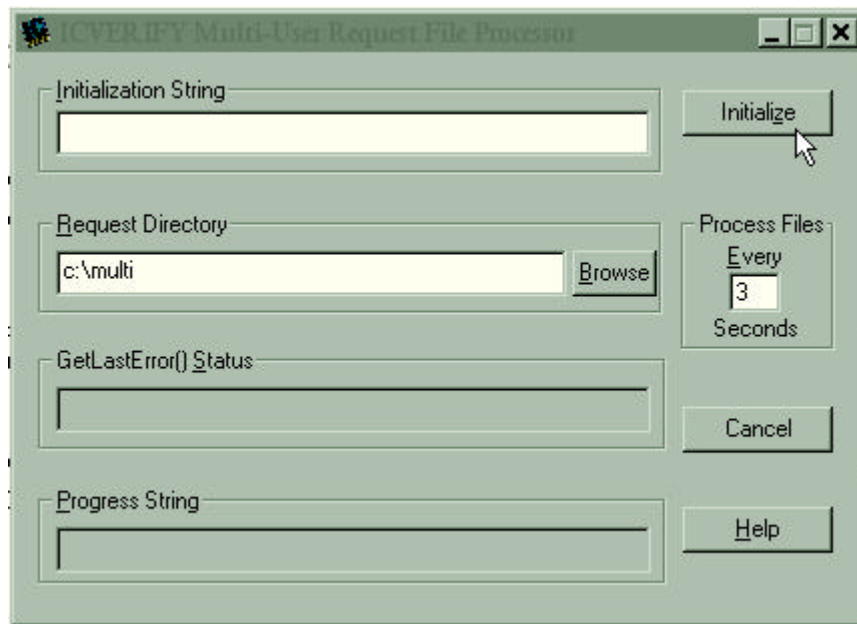 ICVERIFY Multi-User Request File Processor
Initialization String
Initialize
Request Directory
c:\multi
Browse
Process Files
Every
3
Seconds
GetLastError() Status
Cancel
Progress String
Help